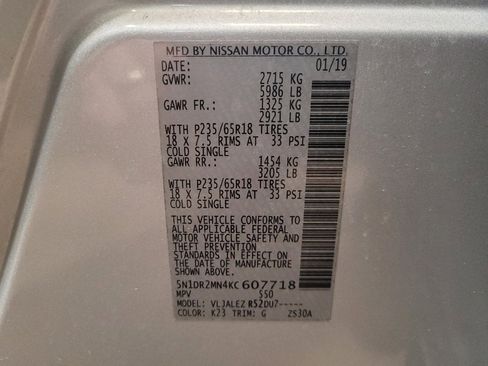 MFD BY NISSAN MOTOR CO., LTD.
DATE: 01/19
GVWR: 2715 KG
5986 LB
GAWR FR.: 1325 KG
2921 LB
WITH P235/65R18 TIRES
18 X 7.5 RIMS AT 33 PSI
COLD SINGLE
GAWR RR.: 1454 KG
3205 LB
WITH P235/65R18 TIRES
18 X 7.5 RIMS AT 33 PSI
COLD SINGLE
THIS VEHICLE CONFORMS TO
ALL APPLICABLE FEDERAL
MOTOR VEHICLE SAFETY AND
THEFT PREVENTION
STANDARDS IN EFFECT ON
THE DATE OF MANUFACTURE
SHOWN ABOVE.
5N1DR2MN4KC607718
MPV S50
MODEL: VLJALEZ R52DU7-----
COLOR: K23 TRIM: G ZS30A